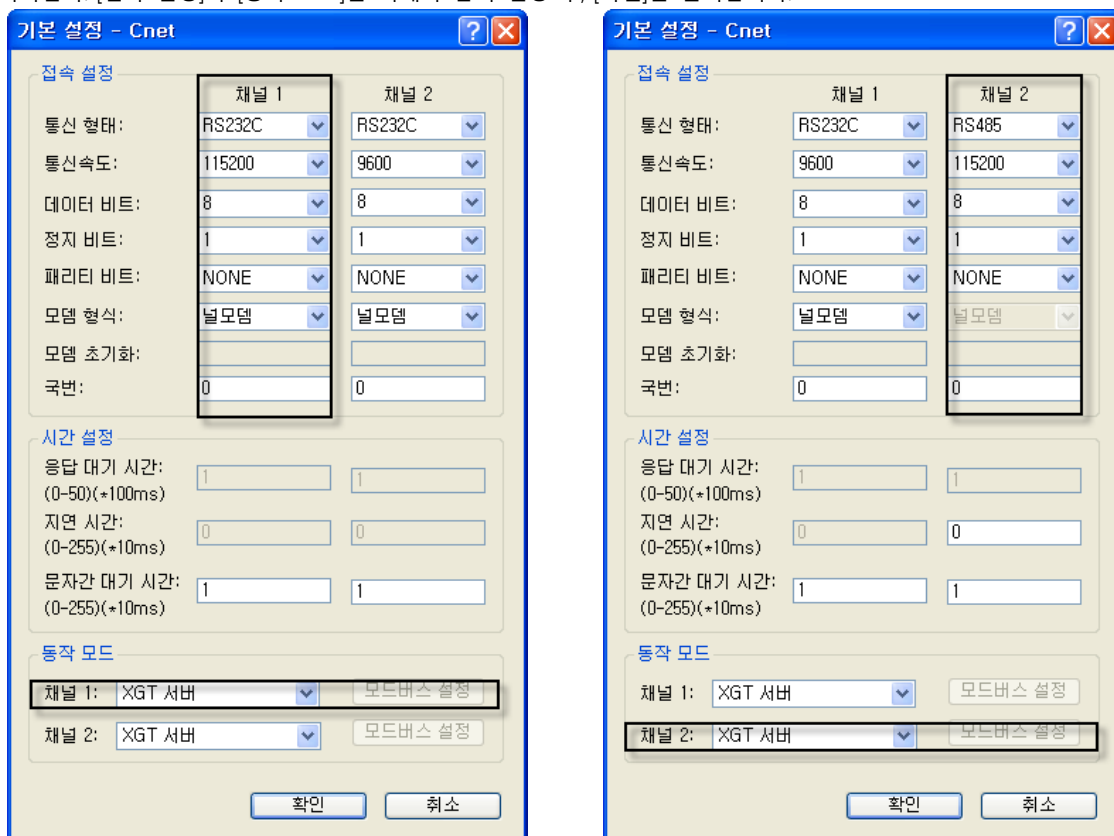 기본 설정 - Cnet
접속 설정
채널 1 채널 2
통신 형태: RS232C RS232C
통신속도: 115200 9600
데이터 비트: 8 8
정지 비트: 1 1
패리티 비트: NONE NONE
모뎀 형식: 널모뎀 널모뎀
모뎀 초기화:
국번: 0 0
시간 설정
응답 대기 시간: 1 1
(0-50)(*100ms)
지연 시간: 0 0
(0-255)(*10ms)
문자간 대기 시간: 1 1
(0-255)(*10ms)
동작 모드
채널 1: XGT 서버 모드버스 설정
채널 2: XGT 서버 모드버스 설정
확인 취소
기본 설정 - Cnet
접속 설정
채널 1 채널 2
통신 형태: RS232C RS485
통신속도: 9600 115200
데이터 비트: 8 8
정지 비트: 1 1
패리티 비트: NONE NONE
모뎀 형식: 널모뎀 널모뎀
모뎀 초기화:
국번: 0 0
시간 설정
응답 대기 시간: 1 1
(0-50)(*100ms)
지연 시간: 0 0
(0-255)(*10ms)
문자간 대기 시간: 1 1
(0-255)(*10ms)
동작 모드
채널 1: XGT 서버 모드버스 설정
채널 2: XGT 서버 모드버스 설정
확인 취소